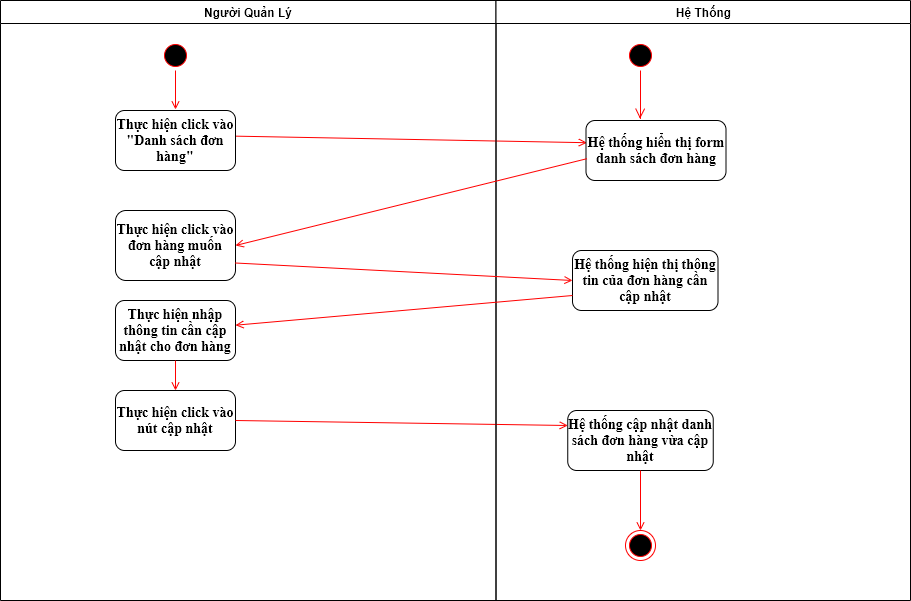 Người Quản Lý
Hệ Thống
Thực hiện click vào
"Danh sách đơn
hàng"
Hệ thống hiển thị form
danh sách đơn hàng
Thực hiện click vào
đơn hàng muốn
cập nhật
Hệ thống hiện thị thông
tin của đơn hàng cần
cập nhật
Thực hiện nhập
thông tin cần cập
nhật cho đơn hàng
Thực hiện click vào
nút cập nhật
Hệ thống cập nhật danh
sách đơn hàng vừa cập
nhật